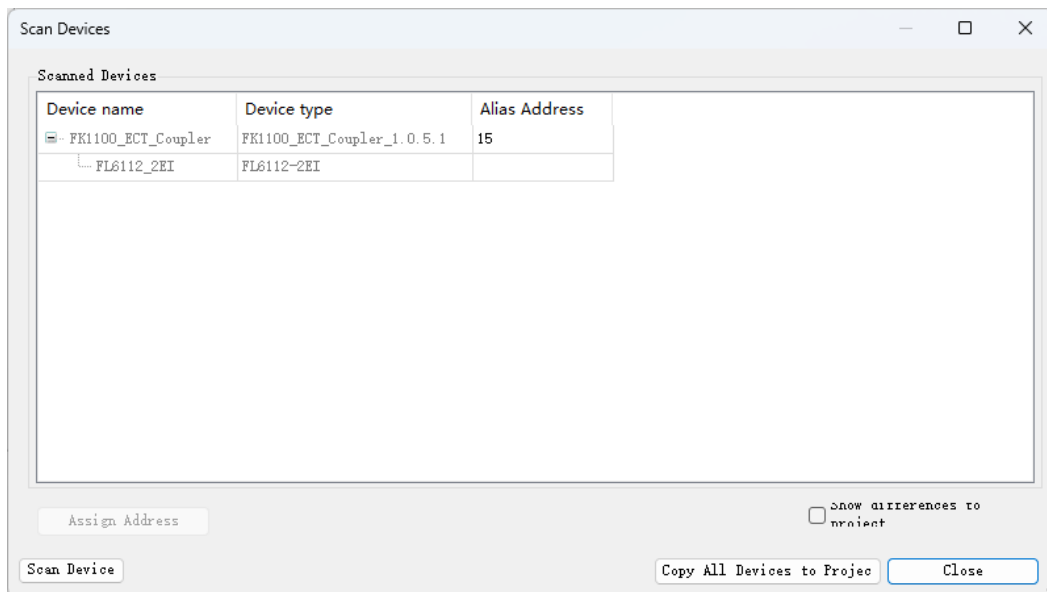 Scan Devices
Scanned Devices
Device name Device type Alias Address
FK1100_ECT_Coupler FK1100_ECT_Coupler_1.0.5.1 15
FL6112_2EI FL6112-2EI
Assign Address
Show differences to
project
Scan Device Copy All Devices to Projec Close